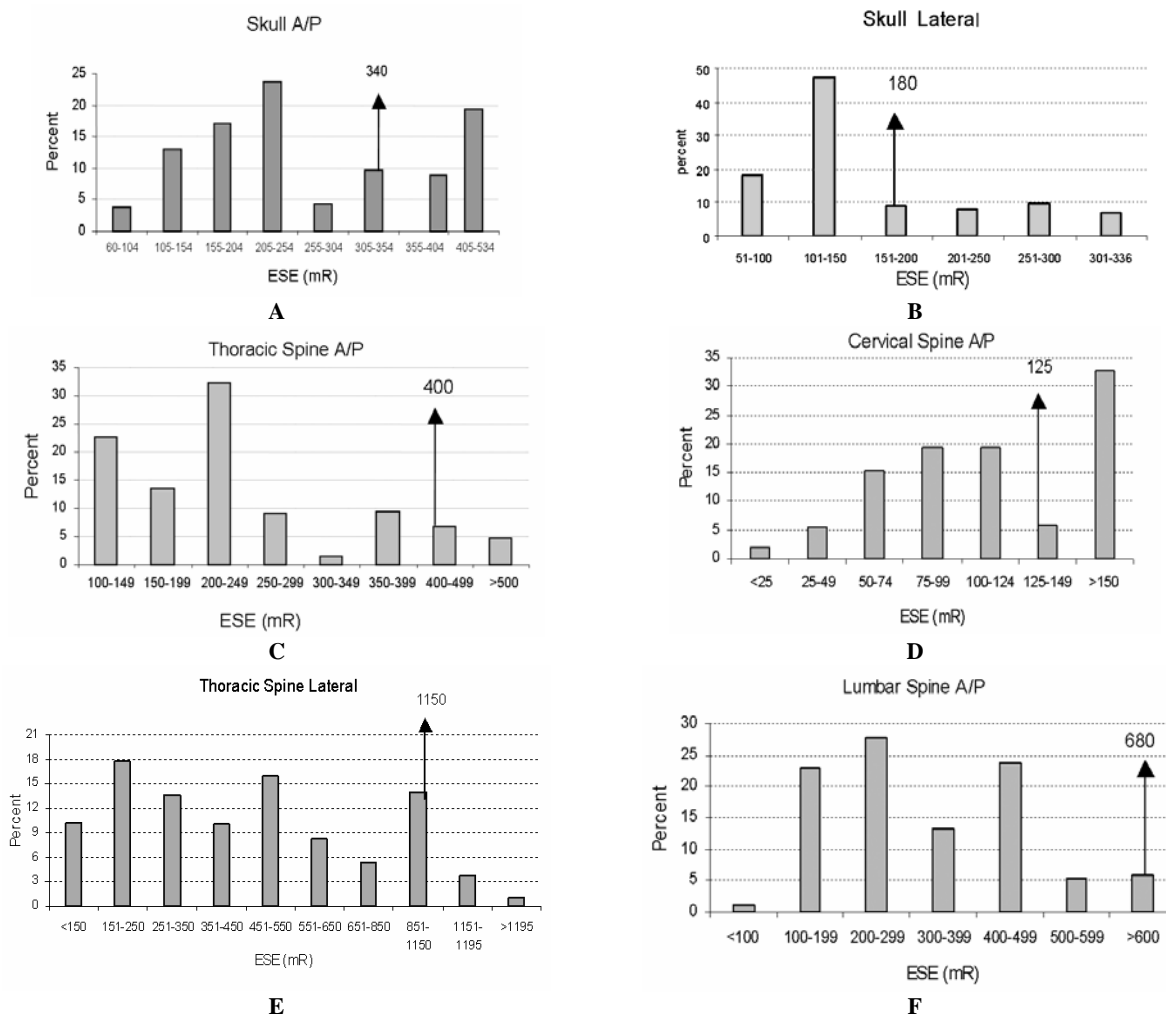 Skull A/P
340
25
20
15
10
5
0
Percent
60-104 105-154 155-204 205-254 255-304 305-354 355-404 405-534
ESE (mR)
A
Skull Lateral
180
50
40
30
20
10
0
percent
51-100 101-150 151-200 201-250 251-300 301-336
ESE (mR)
B
Thoracic Spine A/P
400
35
30
25
20
15
10
5
0
Percent
100-149 150-199 200-249 250-299 300-349 350-399 400-499 >500
ESE (mR)
C
Cervical Spine A/P
125
35
30
25
20
15
10
5
0
Percent
<25 25-49 50-74 75-99 100-124 125-149 >150
ESE (mR)
D
Thoracic Spine Lateral
1150
21
18
15
12
9
6
3
0
Percent
<150 151-250 251-350 351-450 451-550 551-650 651-850 851- 1151- >1195
1150 1195
ESE (mR)
E
Lumbar Spine A/P
680
30
25
20
15
10
5
0
Percent
<100 100-199 200-299 300-399 400-499 500-599 >600
ESE (mR)
F